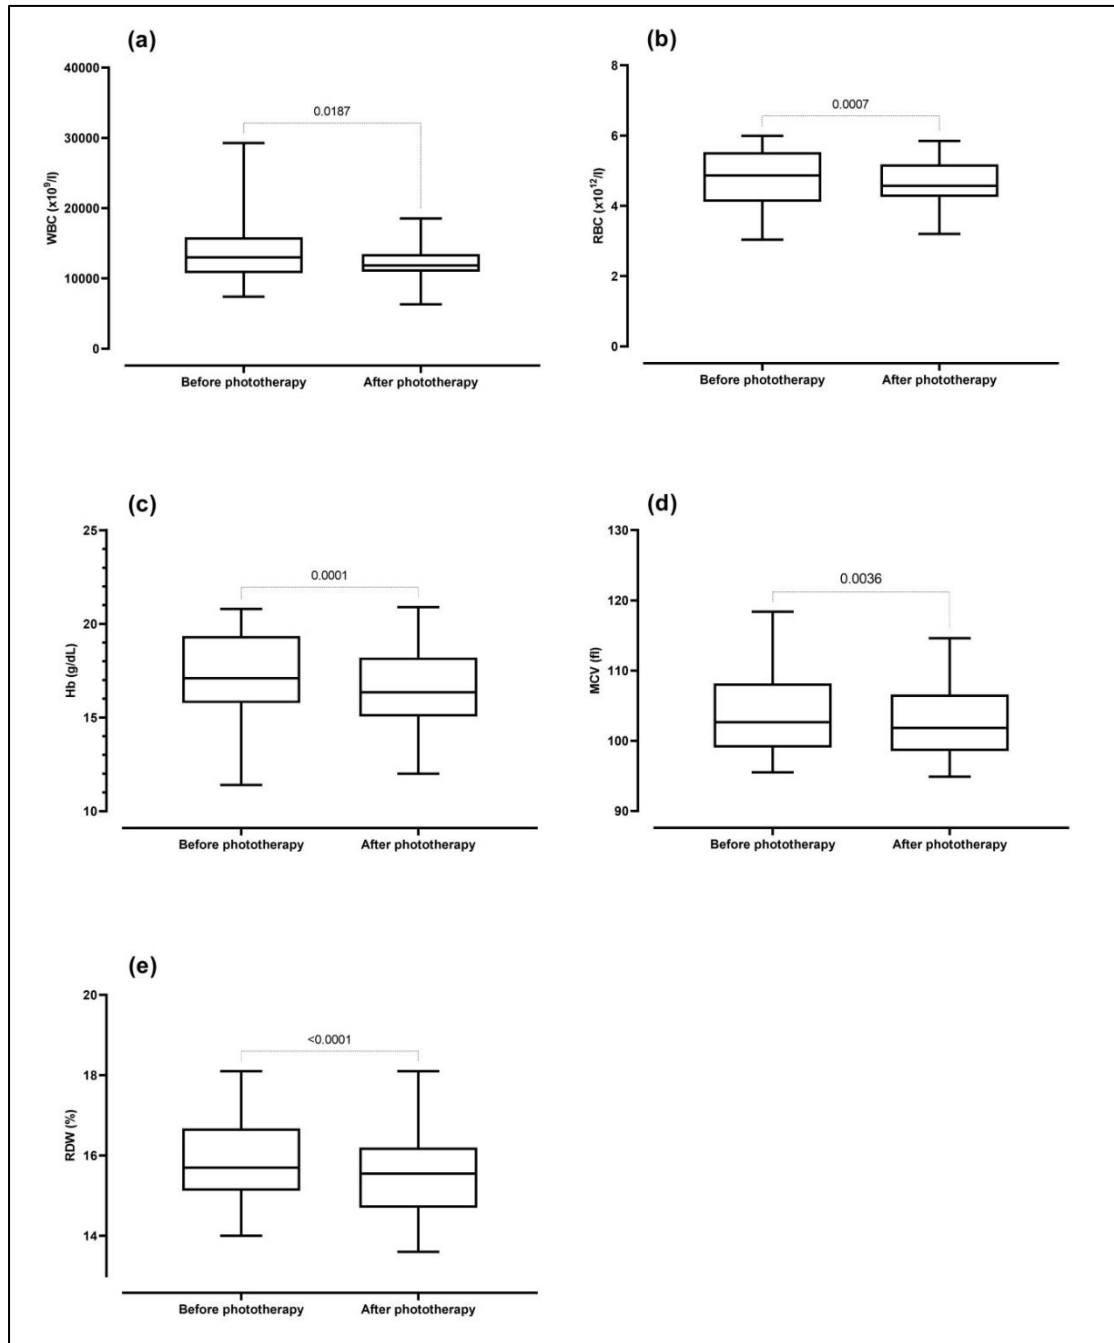 (a)
40000
30000
20000
10000
0
WBC (x10⁹/l)
0.0187
Before phototherapy
After phototherapy
(b)
8
6
4
2
0
RBC (x10¹²/l)
0.0007
Before phototherapy
After phototherapy
(c)
25
20
15
10
Hb (g/dL)
0.0001
Before phototherapy
After phototherapy
(d)
130
120
110
100
90
MCV (fl)
0.0036
Before phototherapy
After phototherapy
(e)
20
18
16
14
RDW (%)
<0.0001
Before phototherapy
After phototherapy